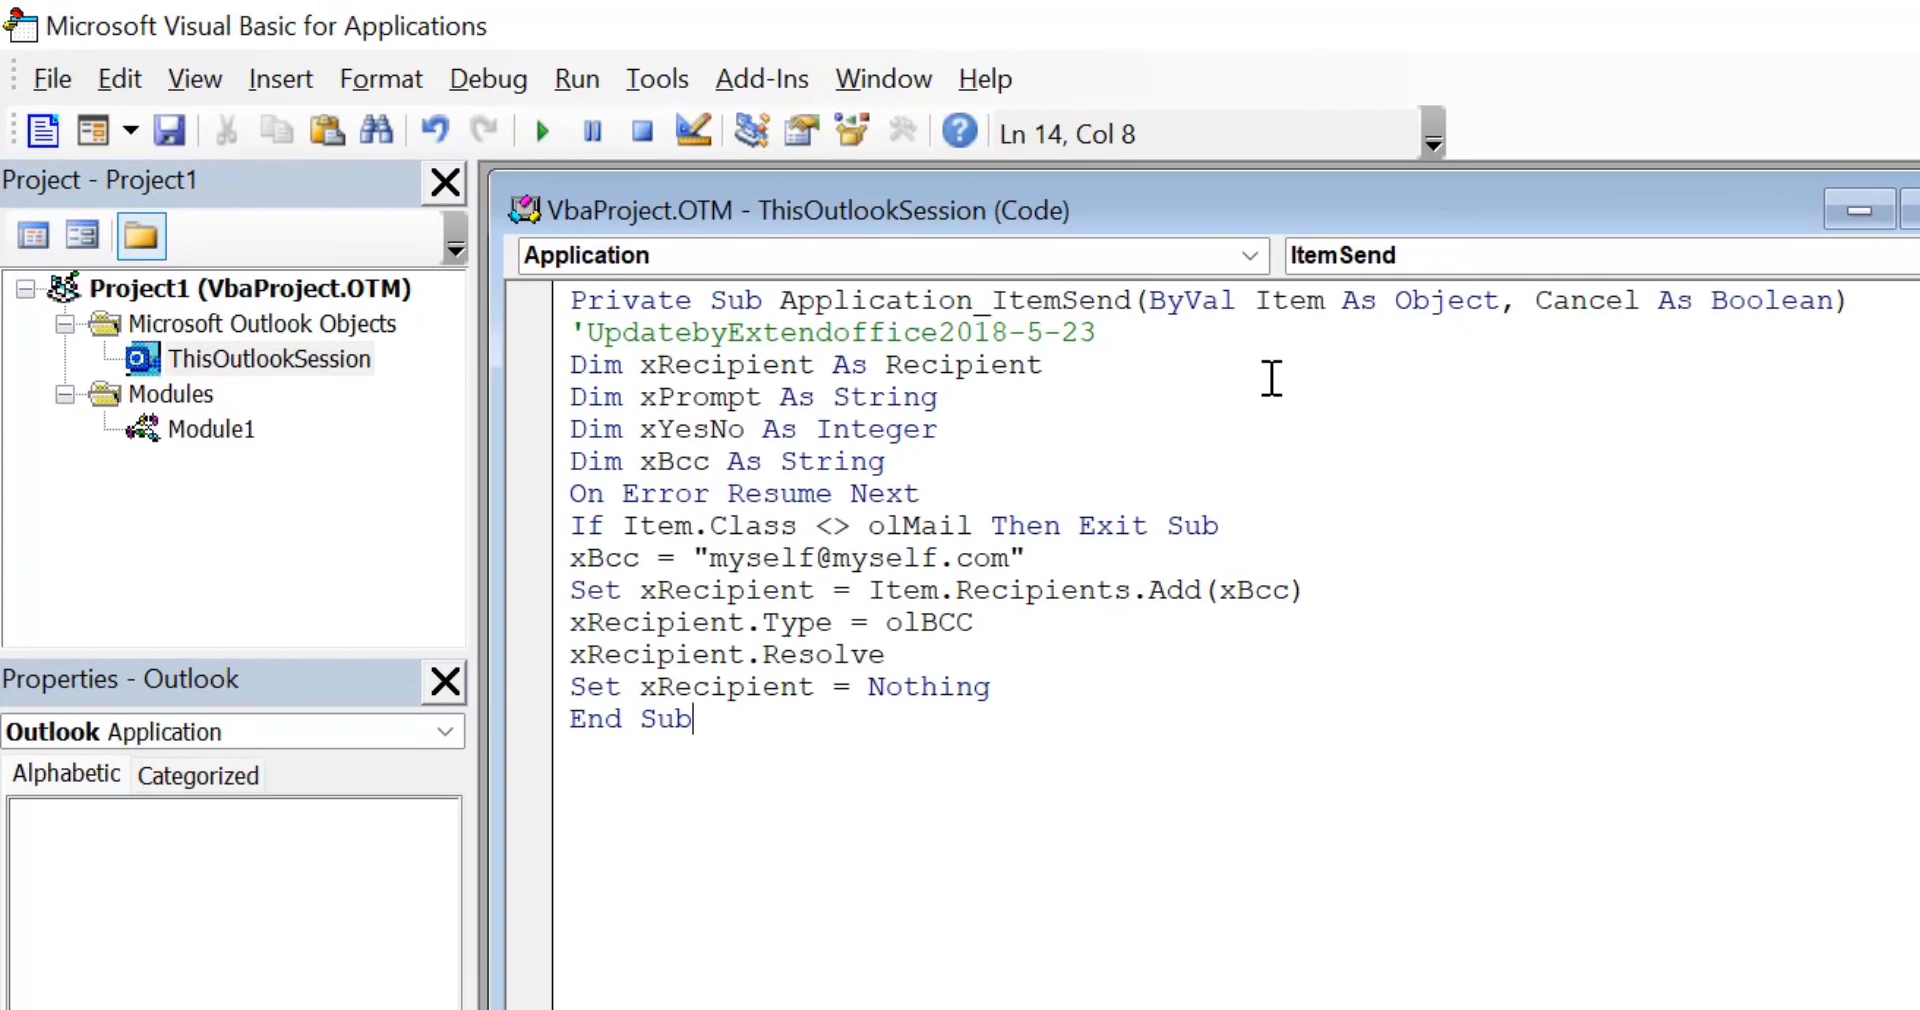 Microsoft Visual Basic for Applications
File Edit View Insert Format Debug Run Tools Add-Ins Window Help
Ln 14, Col 8
Project - Project1
Project1 (VbaProject.OTM)
Microsoft Outlook Objects
ThisOutlookSession
Modules
Module1
Properties - Outlook
Outlook Application
Alphabetic Categorized
VbaProject.OTM - ThisOutlookSession (Code)
Application ItemSend
Private Sub Application_ItemSend(ByVal Item As Object, Cancel As Boolean)
'UpdatebyExtendoffice2018-5-23
Dim xRecipient As Recipient
Dim xPrompt As String
Dim xYesNo As Integer
Dim xBcc As String
On Error Resume Next
If Item.Class <> olMail Then Exit Sub
xBcc = "myself@myself.com"
Set xRecipient = Item.Recipients.Add(xBcc)
xRecipient.Type = olBCC
xRecipient.Resolve
Set xRecipient = Nothing
End Sub